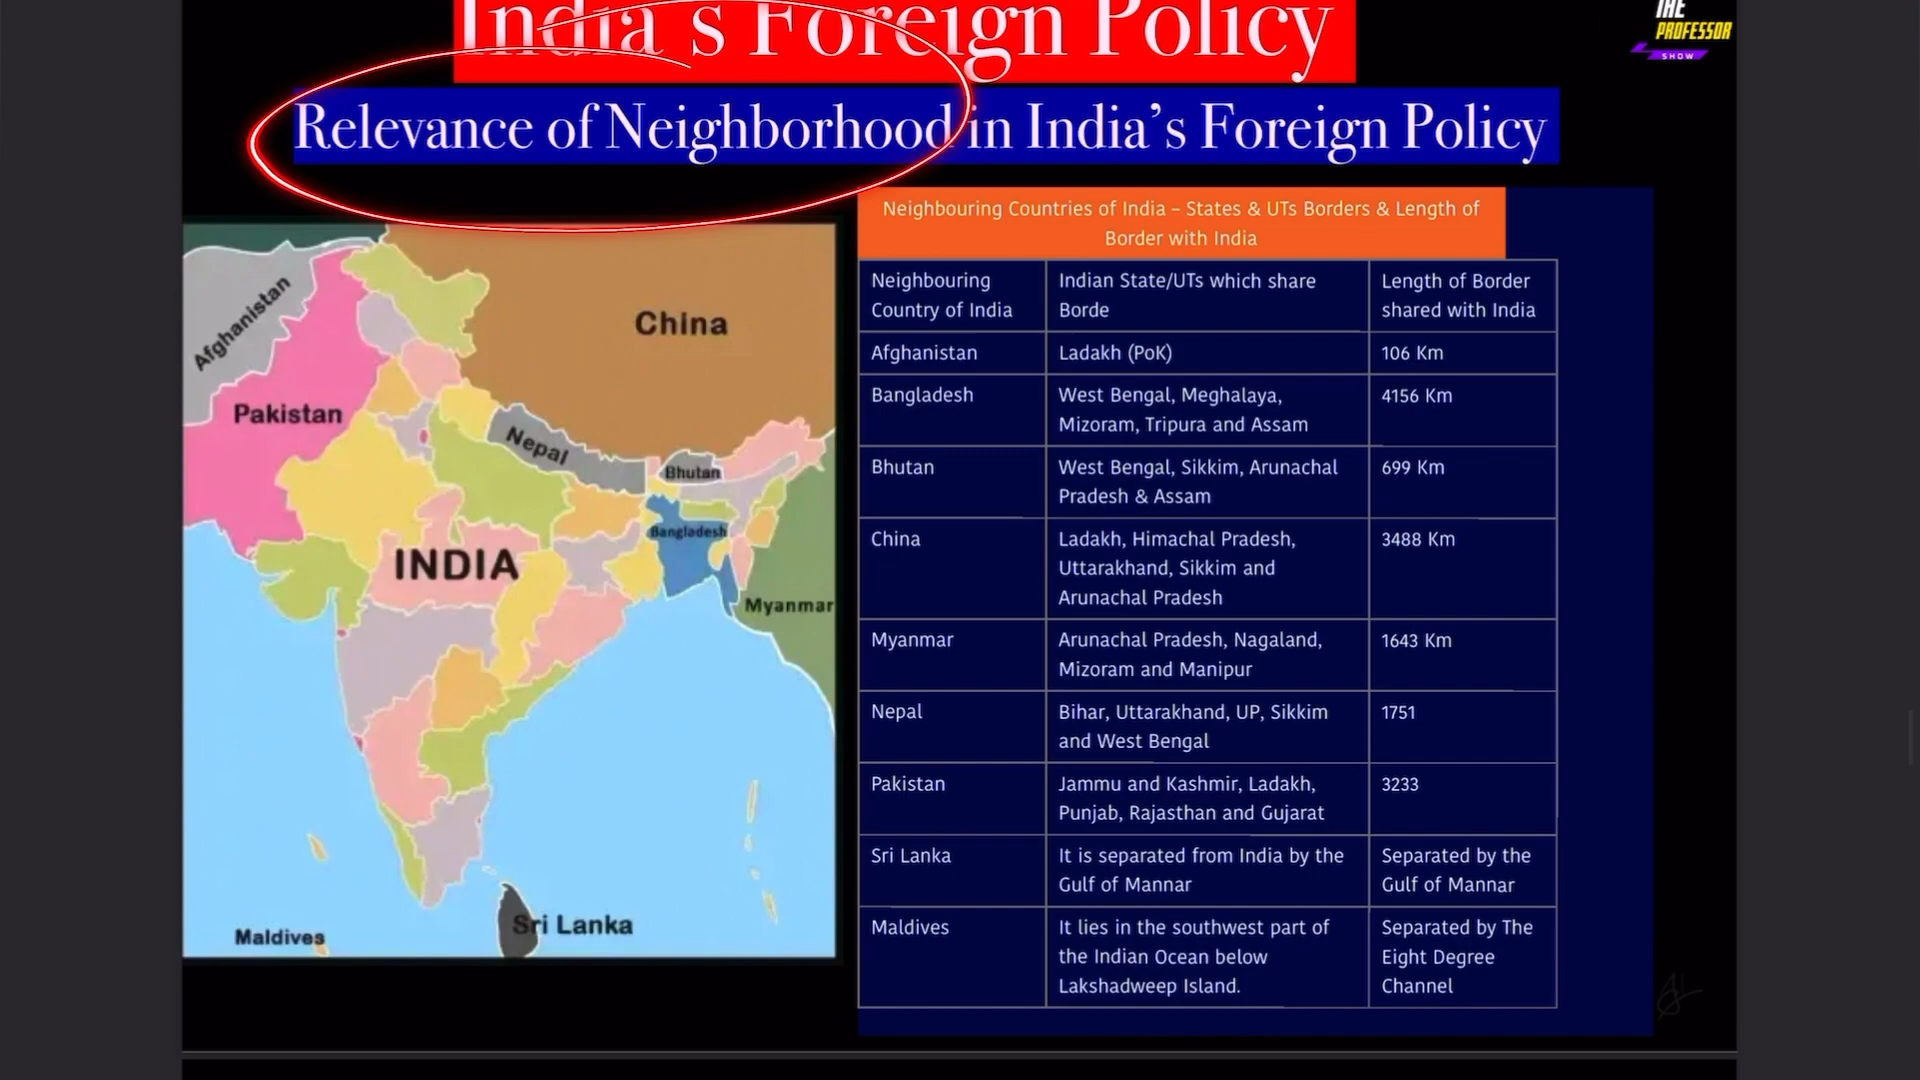 India's Foreign Policy
THE
PROFESSOR
SHOW
Relevance of Neighborhood in India's Foreign Policy
Afghanistan
China
Pakistan
Nepal
Bhutan
Bangladesh
INDIA
Myanmar
Sri Lanka
Maldives
Neighbouring Countries of India – States & UTs Borders & Length of
Border with India
Neighbouring
Country of India
Indian State/UTs which share
Borde
Length of Border
shared with India
Afghanistan
Ladakh (PoK)
106 Km
Bangladesh
West Bengal, Meghalaya,
Mizoram, Tripura and Assam
4156 Km
Bhutan
West Bengal, Sikkim, Arunachal
Pradesh & Assam
699 Km
China
Ladakh, Himachal Pradesh,
Uttarakhand, Sikkim and
Arunachal Pradesh
3488 Km
Myanmar
Arunachal Pradesh, Nagaland,
Mizoram and Manipur
1643 Km
Nepal
Bihar, Uttarakhand, UP, Sikkim
and West Bengal
1751
Pakistan
Jammu and Kashmir, Ladakh,
Punjab, Rajasthan and Gujarat
3233
Sri Lanka
It is separated from India by the
Gulf of Mannar
Separated by the
Gulf of Mannar
Maldives
It lies in the southwest part of
the Indian Ocean below
Lakshadweep Island.
Separated by The
Eight Degree
Channel